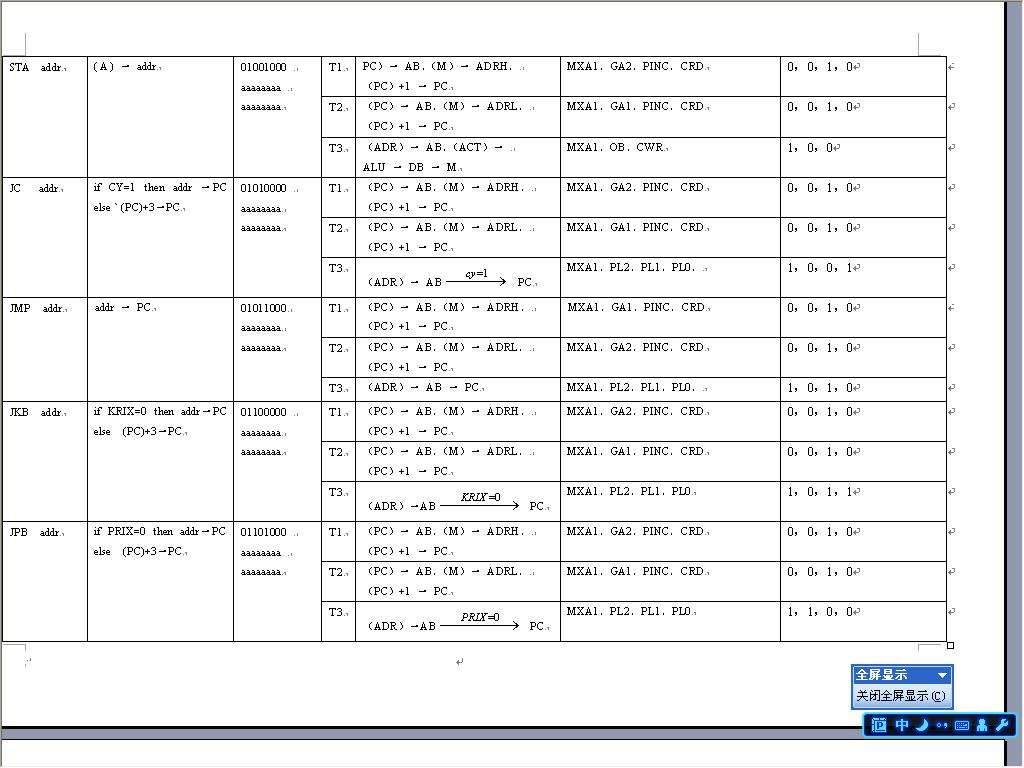 STA addr. (A) → addr. 01001000 T1. PC) → AB. (M) → ADRH. MXA1. GA2. PINC. CRD. 0, 0, 1, 0
aaaaaaaa. (PC)+1 → PC.
aaaaaaaa. T2. (PC) → AB. (M) → ADRL. MXA1. GA1. PINC. CRD. 0, 0, 1, 0
(PC)+1 → PC.
T3. (ADR) → AB. (ACT) → MXA1. OB. CWR. 1, 0, 0
ALU → DB → M.
JC addr. if CY=1 then addr →PC 01010000 T1. (PC) → AB. (M) → ADRH. MXA1. GA2. PINC. CRD. 0, 0, 1, 0
else `(PC)+3→PC. aaaaaaaa. (PC)+1 → PC.
aaaaaaaa. T2. (PC) → AB. (M) → ADRL. MXA1. GA1. PINC. CRD. 0, 0, 1, 0
(PC)+1 → PC.
T3. MXA1. PL2. PL1. PL0. 1, 0, 0, 1
cy=1
(ADR) → AB ⟶ PC.
JMP addr. addr → PC. 01011000. T1. (PC) → AB. (M) → ADRH. MXA1. GA1. PINC. CRD. 0, 0, 1, 0
aaaaaaaa. (PC)+1 → PC.
aaaaaaaa. T2. (PC) → AB. (M) → ADRL. MXA1. GA2. PINC. CRD. 0, 0, 1, 0
(PC)+1 → PC.
T3. (ADR) → AB → PC. MXA1. PL2. PL1. PL0. 1, 0, 1, 0
JKB addr. if KRIX=0 then addr→PC 01100000 T1. (PC) → AB. (M) → ADRH. MXA1. GA2. PINC. CRD. 0, 0, 1, 0
else (PC)+3→PC. aaaaaaaa. (PC)+1 → PC.
aaaaaaaa. T2. (PC) → AB. (M) → ADRL. MXA1. GA1. PINC. CRD. 0, 0, 1, 0
(PC)+1 → PC.
T3. MXA1. PL2. PL1. PL0. 1, 0, 1, 1
KRIX=0
(ADR) →AB ⟶ PC.
JPB addr. if PRIX=0 then addr→PC 01101000 T1. (PC) → AB. (M) → ADRH. MXA1. GA2. PINC. CRD. 0, 0, 1, 0
else (PC)+3→PC. aaaaaaaa. (PC)+1 → PC.
aaaaaaaa. T2. (PC) → AB. (M) → ADRL. MXA1. GA1. PINC. CRD. 0, 0, 1, 0
(PC)+1 → PC.
T3. MXA1. PL2. PL1. PL0. 1, 1, 0, 0
PRIX=0
(ADR) →AB ⟶ PC.
全屏显示
关闭全屏显示(C)
中